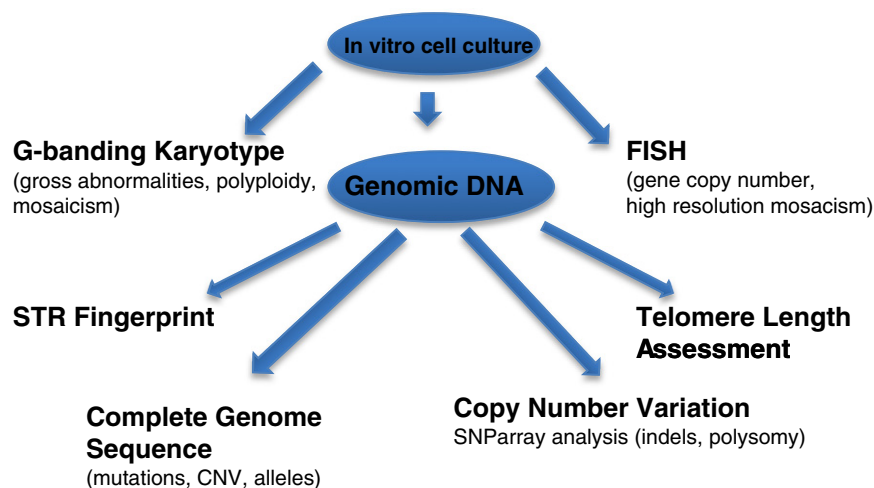 In vitro cell culture
G-banding Karyotype
(gross abnormalities, polyploidy,
mosaicism)
FISH
(gene copy number,
high resolution mosacism)
Genomic DNA
STR Fingerprint
Telomere Length
Assessment
Complete Genome
Sequence
(mutations, CNV, alleles)
Copy Number Variation
SNParray analysis (indels, polysomy)